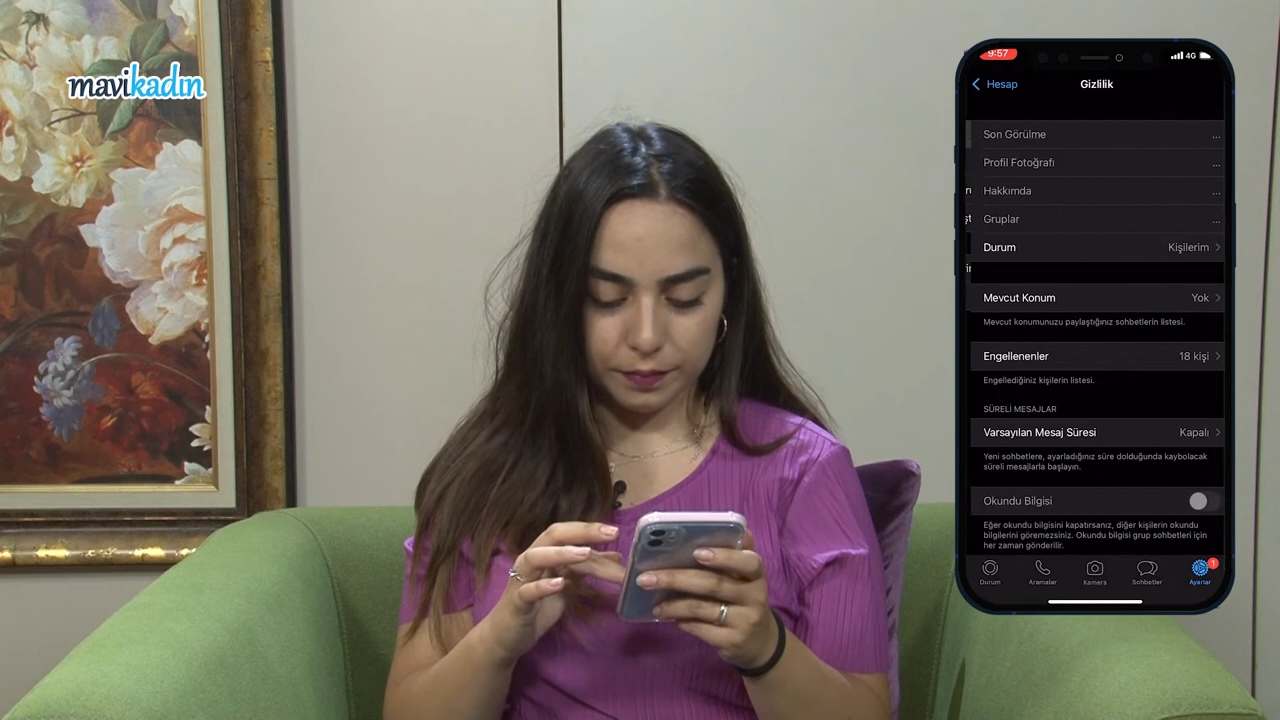 mavikadın
9:57
4G
Hesap
Gizlilik
Son Görülme ...
Profil Fotoğrafı ...
Hakkımda ...
Gruplar ...
Durum Kişilerim
Mevcut Konum Yok
Mevcut konumunuzu paylaştığınız sohbetlerin listesi.
Engellenenler 18 kişi
Engellediğiniz kişilerin listesi.
SÜRELİ MESAJLAR
Varsayılan Mesaj Süresi Kapalı
Yeni sohbetlere, ayarladığınız süre dolduğunda kaybolacak
süreli mesajlarla başlayın.
Okundu Bilgisi
Eğer okundu bilgisini kapatırsanız, diğer kişilerin okundu
bilgilerini göremezsiniz. Okundu bilgisi grup sohbetleri için
her zaman gönderilir.
1
Durum Aramalar Kamera Sohbetler Ayarlar